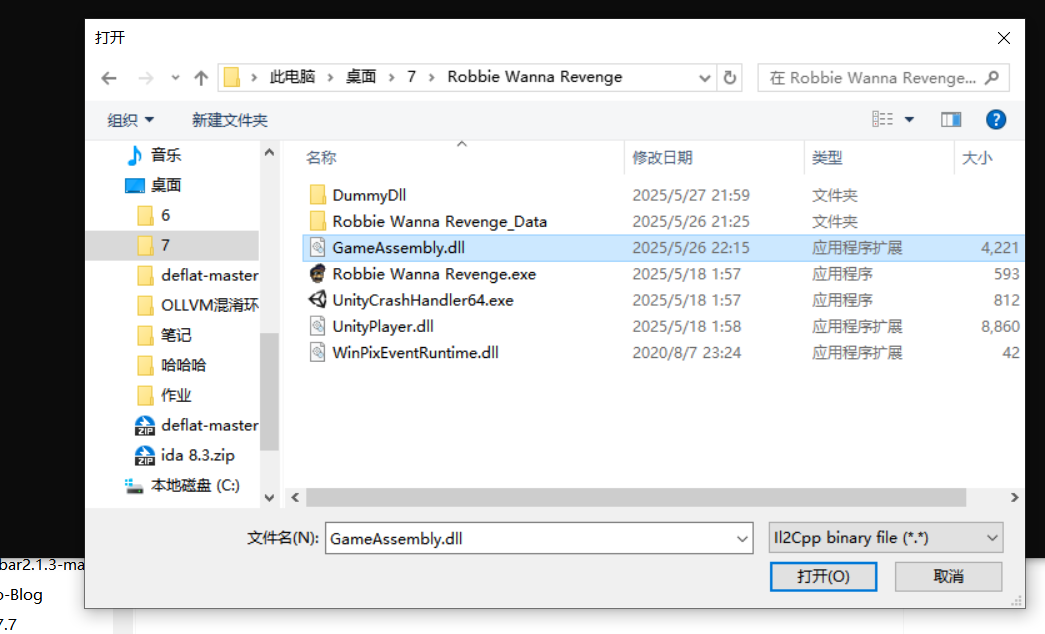 打开
此电脑 > 桌面 > 7 > Robbie Wanna Revenge
在 Robbie Wanna Revenge...
组织
新建文件夹
音乐
桌面
6
7
deflat-master
OLLVM混淆环
笔记
哈哈哈
作业
deflat-master
ida 8.3.zip
本地磁盘 (C:)
名称 修改日期 类型 大小
DummyDll 2025/5/27 21:59 文件夹
Robbie Wanna Revenge_Data 2025/5/26 21:25 文件夹
GameAssembly.dll 2025/5/26 22:15 应用程序扩展 4,221
Robbie Wanna Revenge.exe 2025/5/18 1:57 应用程序 593
UnityCrashHandler64.exe 2025/5/18 1:57 应用程序 812
UnityPlayer.dll 2025/5/18 1:58 应用程序扩展 8,860
WinPixEventRuntime.dll 2020/8/7 23:24 应用程序扩展 42
文件名(N): GameAssembly.dll
Il2Cpp binary file (*.*)
打开(O)
取消
bar2.1.3-ma
-Blog
7.7